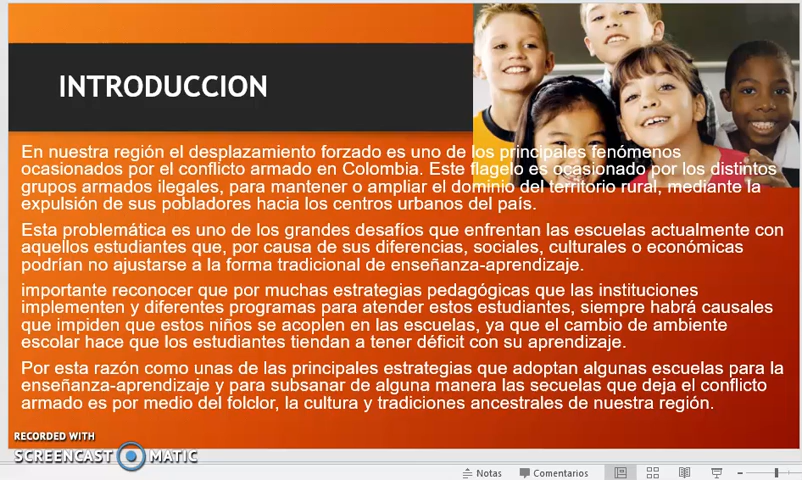 INTRODUCCION
En nuestra región el desplazamiento forzado es uno de los principales fenómenos
ocasionados por el conflicto armado en Colombia. Este flagelo es ocasionado por los distintos
grupos armados ilegales, para mantener o ampliar el dominio del territorio rural, mediante la
expulsión de sus pobladores hacia los centros urbanos del país.
Esta problemática es uno de los grandes desafíos que enfrentan las escuelas actualmente con
aquellos estudiantes que, por causa de sus diferencias, sociales, culturales o económicas
podrían no ajustarse a la forma tradicional de enseñanza-aprendizaje.
importante reconocer que por muchas estrategias pedagógicas que las instituciones
implementen y diferentes programas para atender estos estudiantes, siempre habrá causales
que impiden que estos niños se acoplen en las escuelas, ya que el cambio de ambiente
escolar hace que los estudiantes tiendan a tener déficit con su aprendizaje.
Por esta razón como unas de las principales estrategias que adoptan algunas escuelas para la
enseñanza-aprendizaje y para subsanar de alguna manera las secuelas que deja el conflicto
armado es por medio del folclor, la cultura y tradiciones ancestrales de nuestra región.
RECORDED WITH
SCREENCAST MATIC
Notas Comentarios